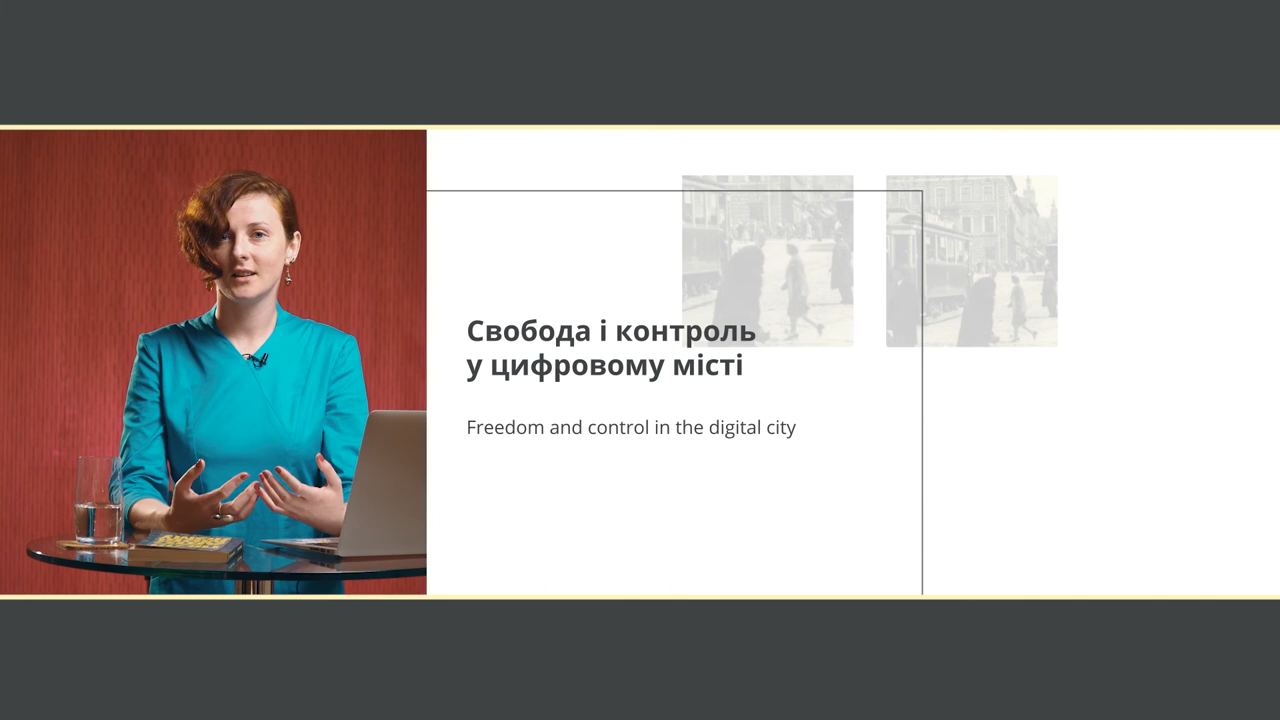 Свобода і контроль
у цифровому місті
Freedom and control in the digital city